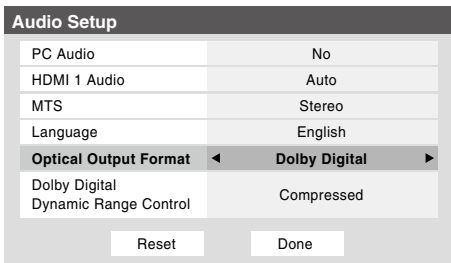 Audio Setup
PC Audio No
HDMI 1 Audio Auto
MTS Stereo
Language English
Optical Output Format Dolby Digital
Dolby Digital
Dynamic Range Control Compressed
Reset Done